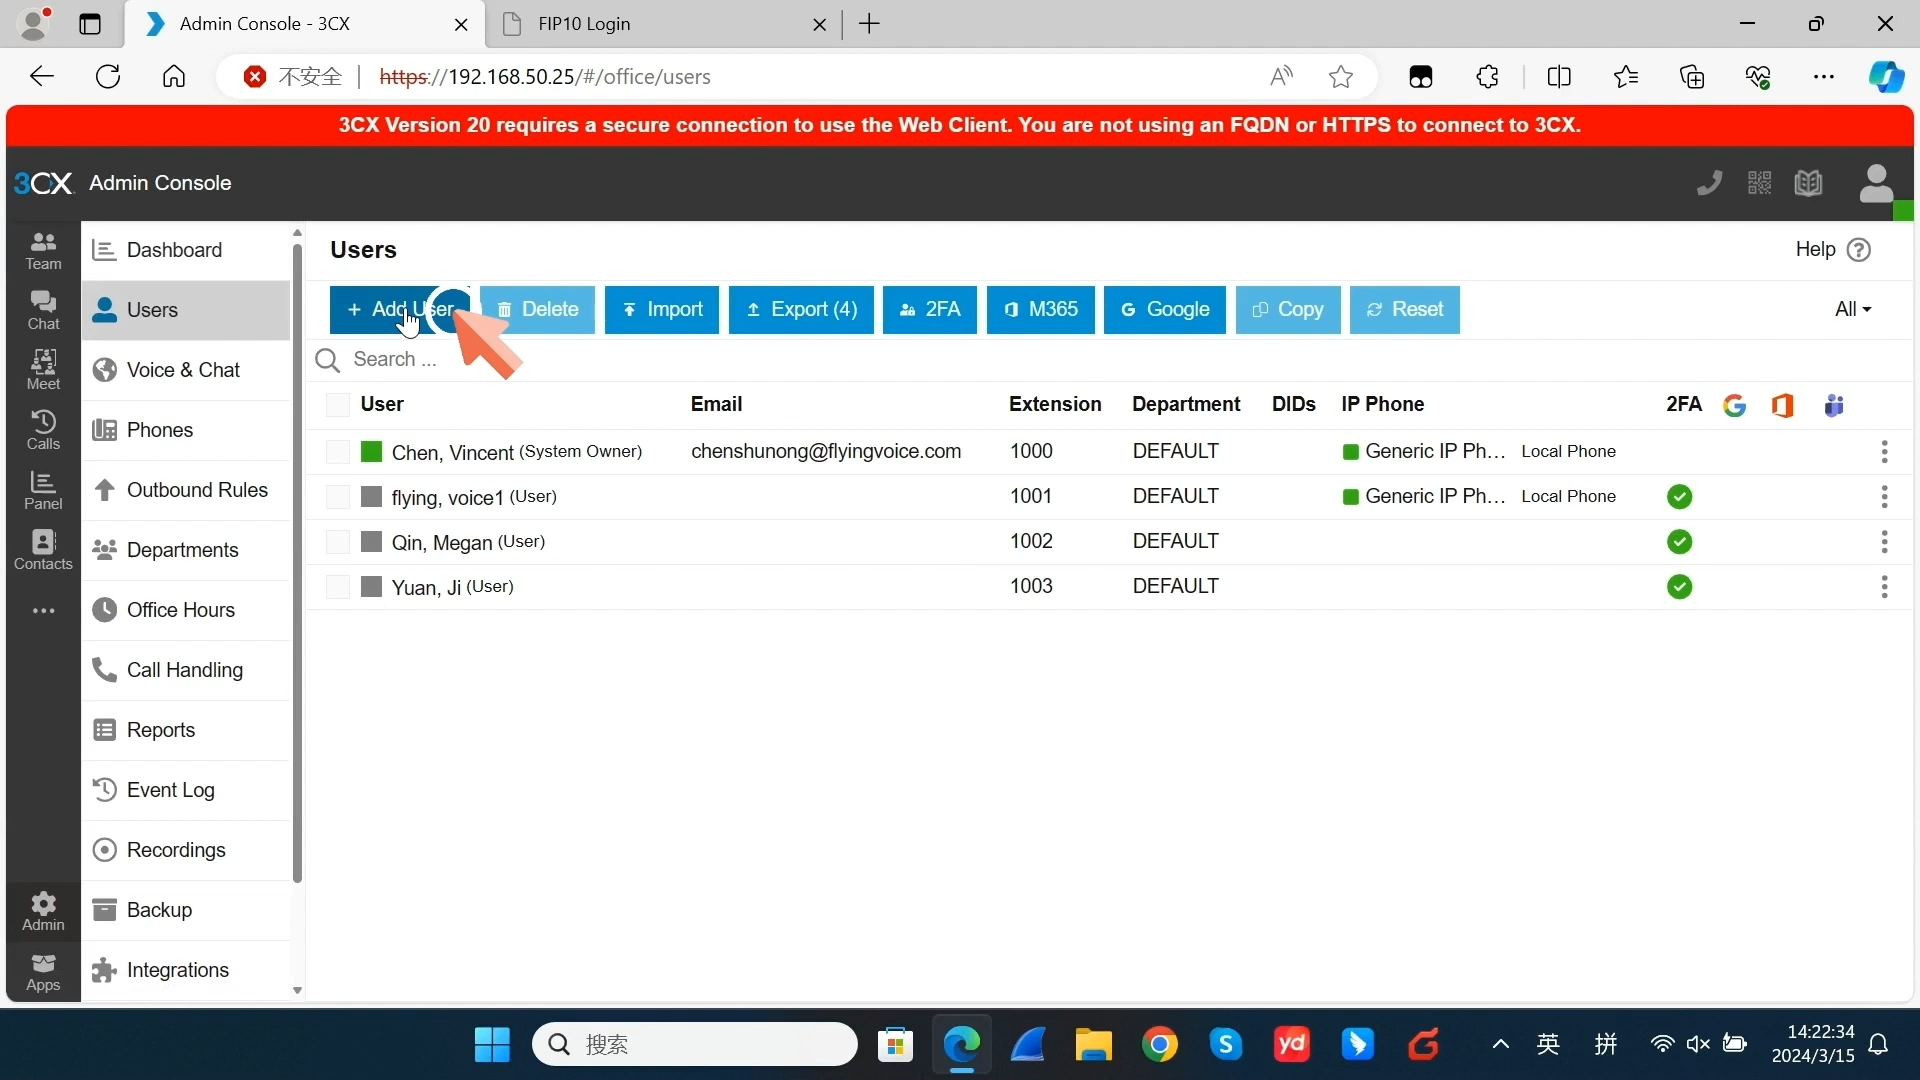 Admin Console - 3CX
FIP10 Login
不安全
https://192.168.50.25/#/office/users
3CX Version 20 requires a secure connection to use the Web Client. You are not using an FQDN or HTTPS to connect to 3CX.
3CX Admin Console
Team
Chat
Meet
Calls
Panel
Contacts
Admin
Apps
Dashboard
Users
Voice & Chat
Phones
Outbound Rules
Departments
Office Hours
Call Handling
Reports
Event Log
Recordings
Backup
Integrations
Users
Help
+ Add User
Delete
Import
Export (4)
2FA
M365
Google
Copy
Reset
All
Search ...
User Email Extension Department DIDs IP Phone 2FA
Chen, Vincent (System Owner) chenshunong@flyingvoice.com 1000 DEFAULT Generic IP Ph... Local Phone
flying, voice1 (User) 1001 DEFAULT Generic IP Ph... Local Phone
Qin, Megan (User) 1002 DEFAULT
Yuan, Ji (User) 1003 DEFAULT
搜索
yd
英
拼
14:22:34
2024/3/15